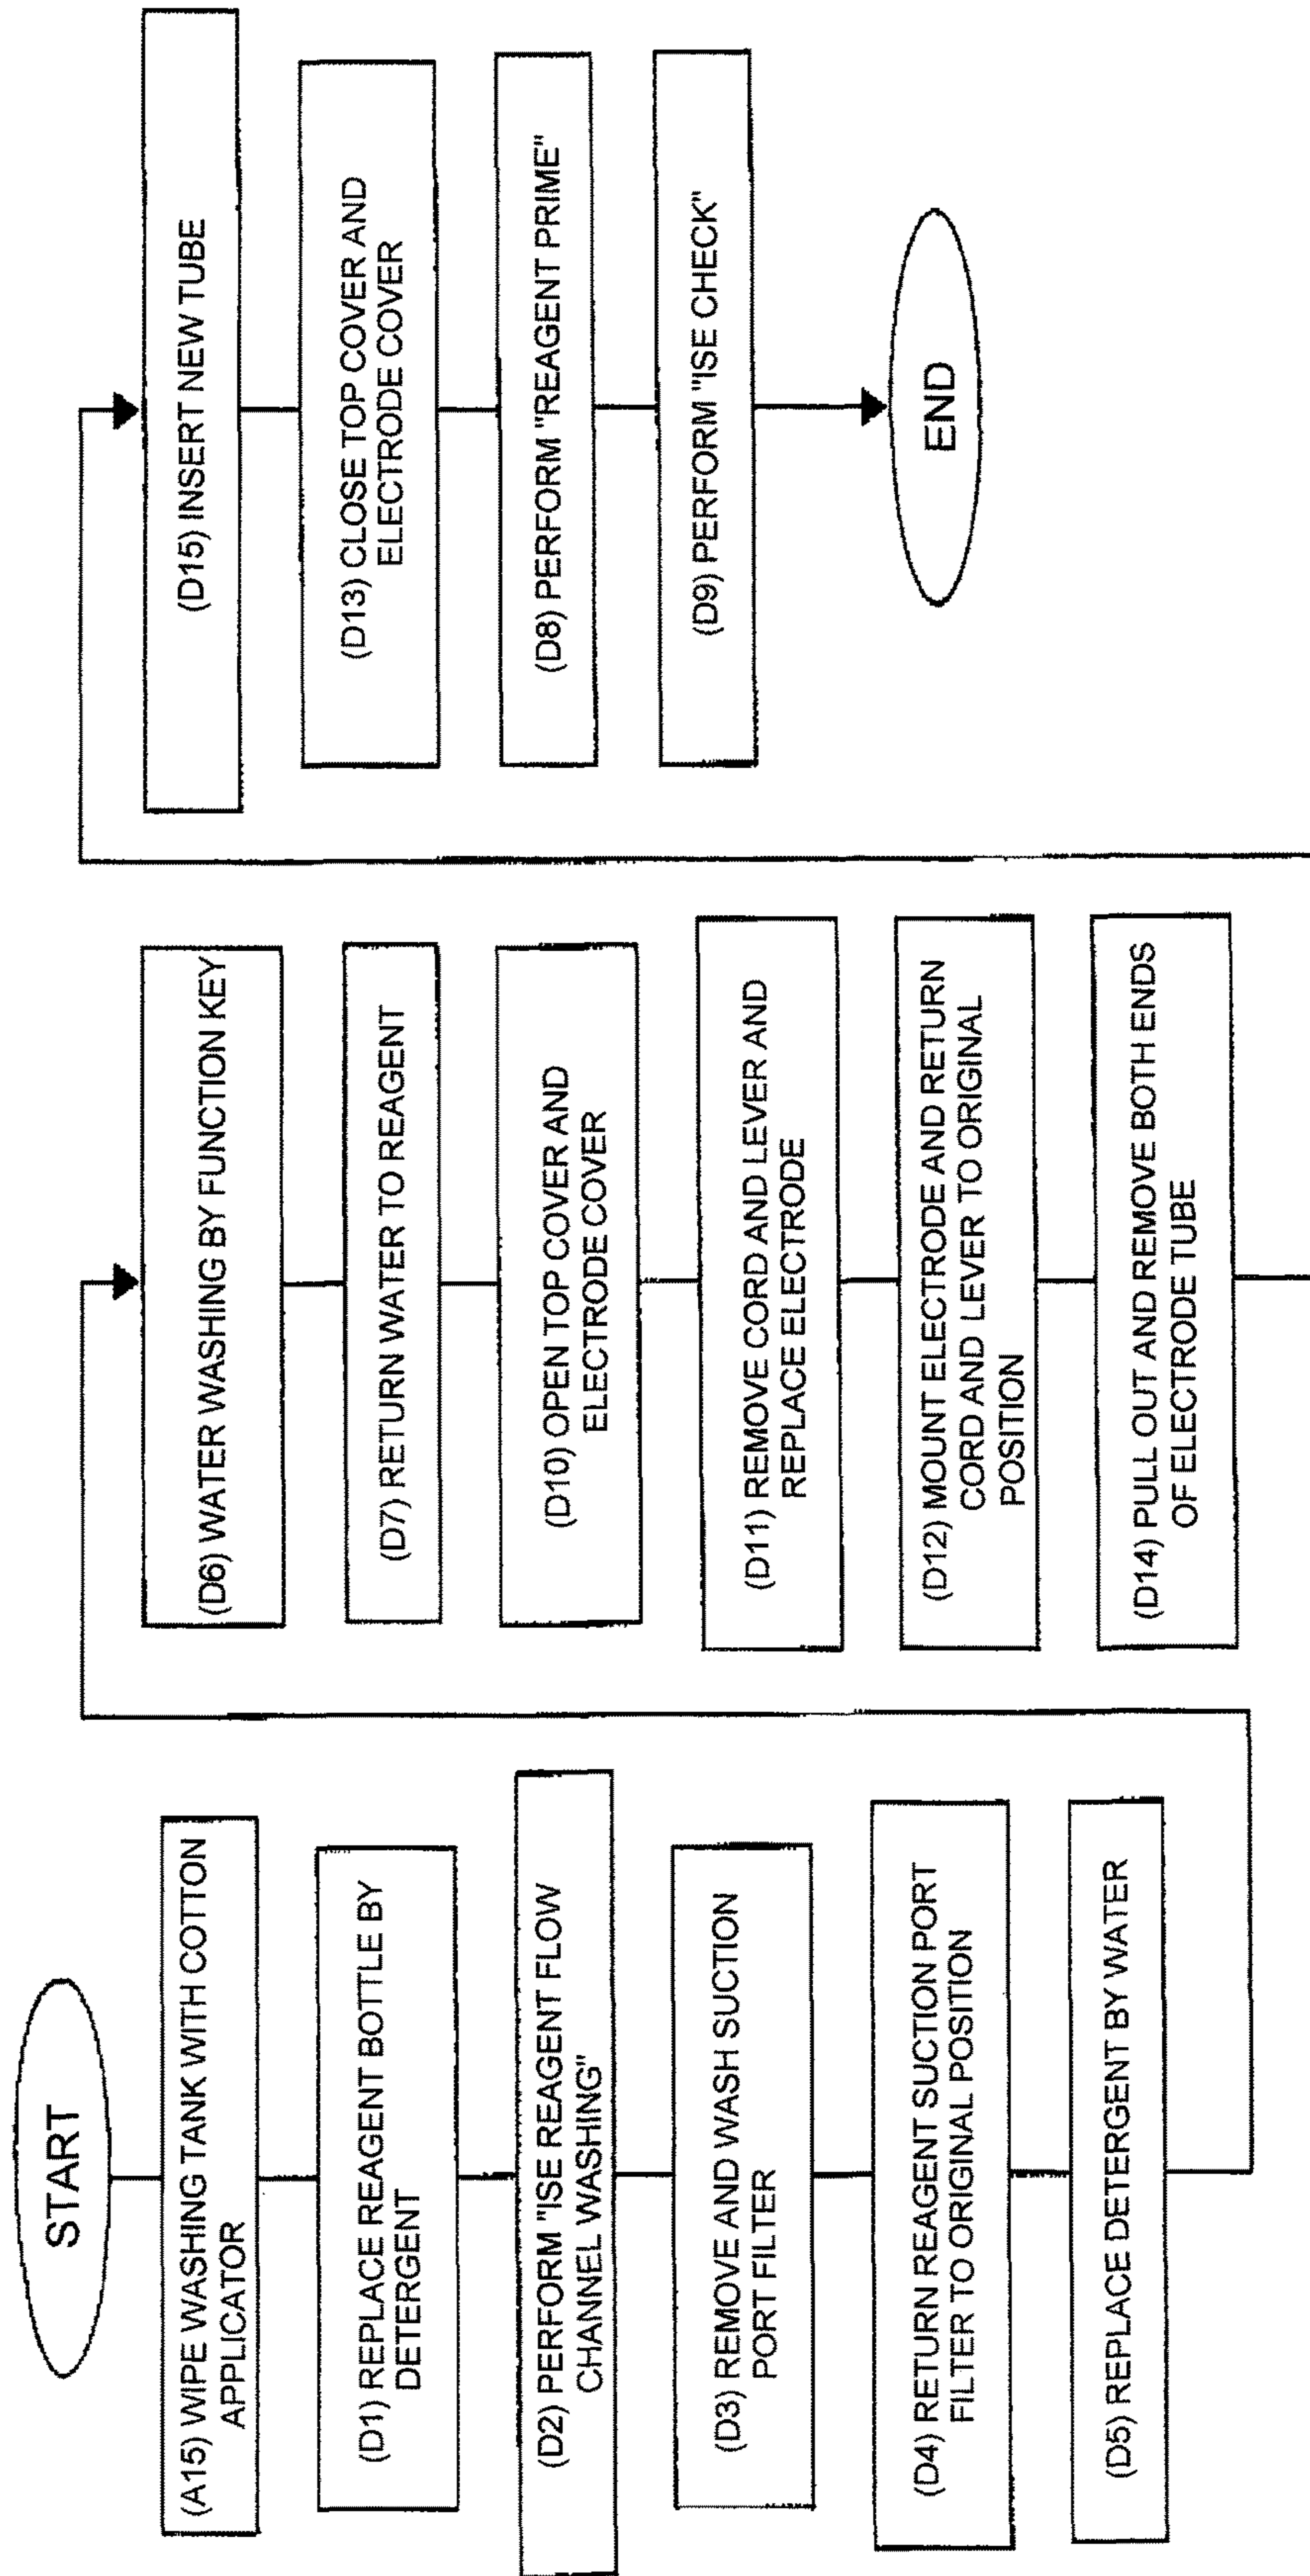 START
(A15) WIPE WASHING TANK WITH COTTON
APPLICATOR
(D1) REPLACE REAGENT BOTTLE BY
DETERGENT
(D2) PERFORM "ISE REAGENT FLOW
CHANNEL WASHING"
(D3) REMOVE AND WASH SUCTION
PORT FILTER
(D4) RETURN REAGENT SUCTION PORT
FILTER TO ORIGINAL POSITION
(D5) REPLACE DETERGENT BY WATER
(D6) WATER WASHING BY FUNCTION KEY
(D7) RETURN WATER TO REAGENT
(D10) OPEN TOP COVER AND
ELECTRODE COVER
(D11) REMOVE CORD AND LEVER AND
REPLACE ELECTRODE
(D12) MOUNT ELECTRODE AND RETURN
CORD AND LEVER TO ORIGINAL
POSITION
(D14) PULL OUT AND REMOVE BOTH ENDS
OF ELECTRODE TUBE
(D15) INSERT NEW TUBE
(D13) CLOSE TOP COVER AND
ELECTRODE COVER
(D8) PERFORM "REAGENT PRIME"
(D9) PERFORM "ISE CHECK"
END